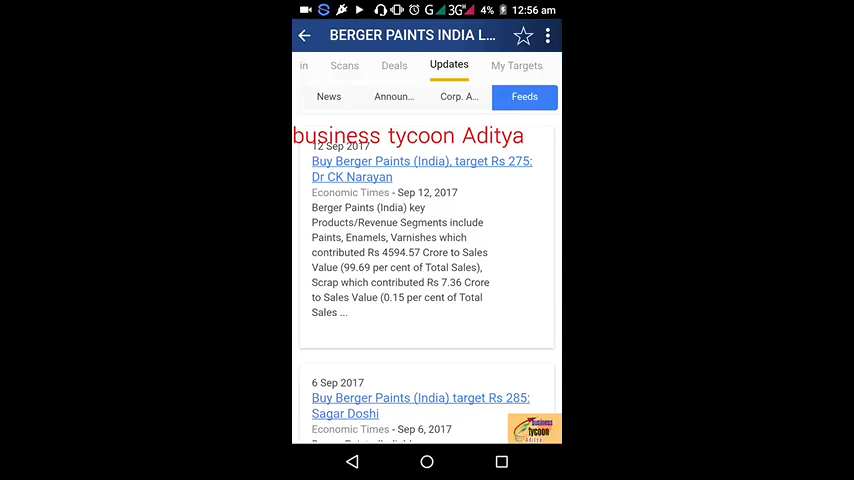 G 3G H 4% 12:56 am
BERGER PAINTS INDIA L...
in Scans Deals Updates My Targets
News Announ... Corp. A... Feeds
business tycoon Aditya
12 Sep 2017
Buy Berger Paints (India), target Rs 275:
Dr CK Narayan
Economic Times - Sep 12, 2017
Berger Paints (India) key
Products/Revenue Segments include
Paints, Enamels, Varnishes which
contributed Rs 4594.57 Crore to Sales
Value (99.69 per cent of Total Sales),
Scrap which contributed Rs 7.36 Crore
to Sales Value (0.15 per cent of Total
Sales ...
6 Sep 2017
Buy Berger Paints (India) target Rs 285:
Sagar Doshi
Economic Times - Sep 6, 2017
business
tycoon
Aditya